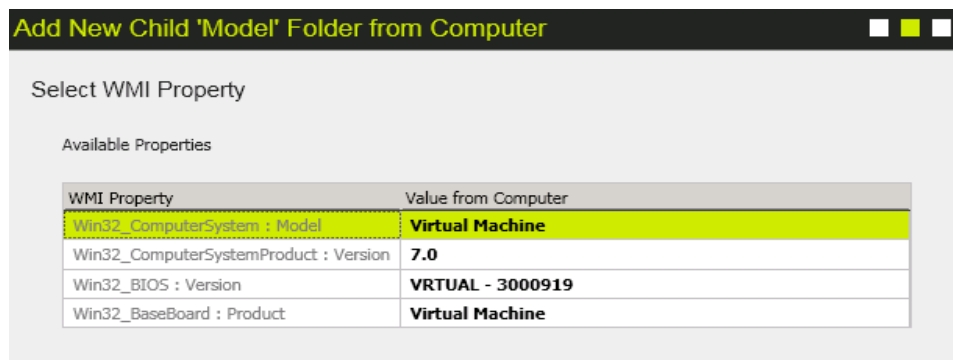 Add New Child 'Model' Folder from Computer
Select WMI Property
Available Properties
WMI Property Value from Computer
Win32_ComputerSystem : Model Virtual Machine
Win32_ComputerSystemProduct : Version 7.0
Win32_BIOS : Version VRTUAL - 3000919
Win32_BaseBoard : Product Virtual Machine